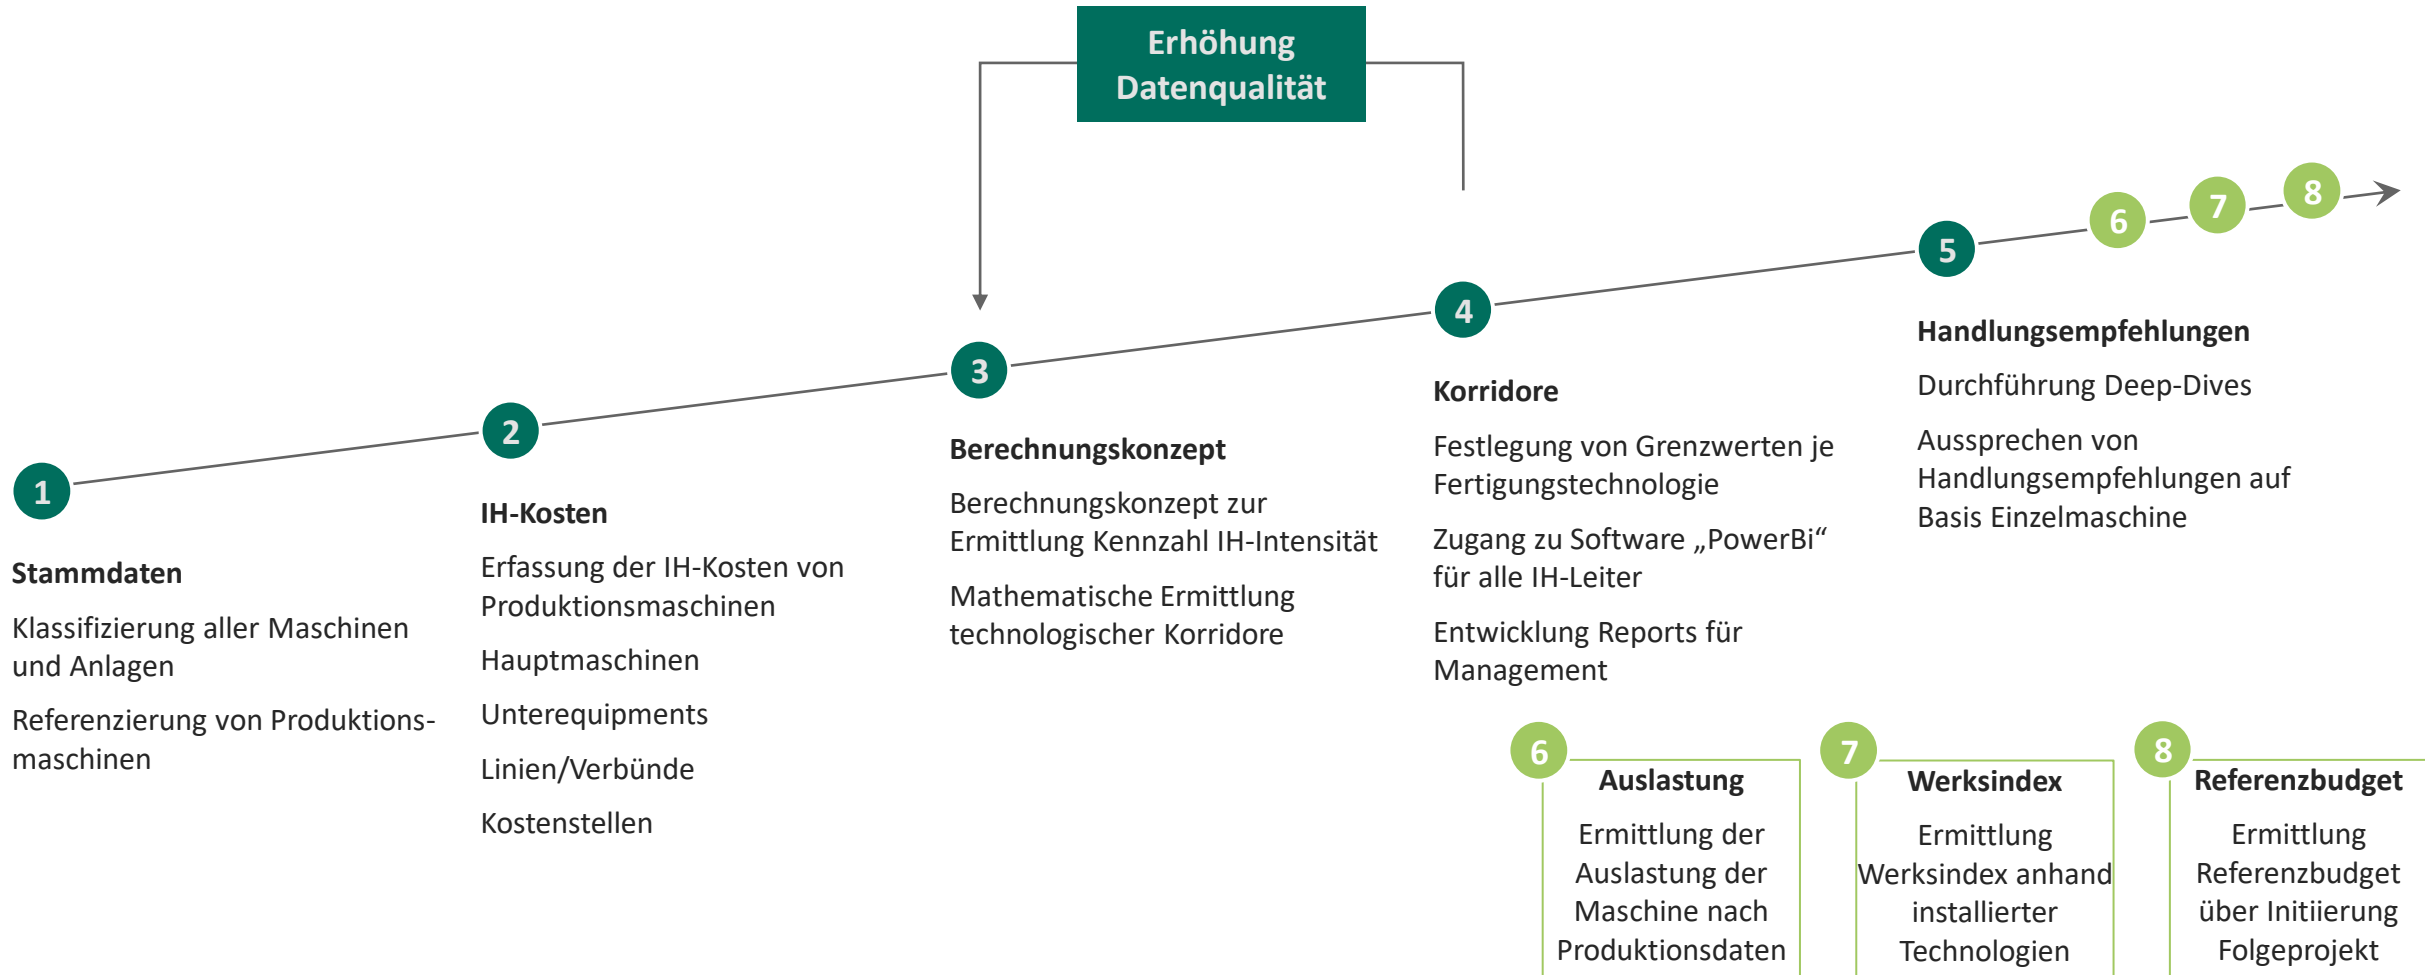 Erhöhung
Datenqualität
1
2
3
4
5
6
7
8
Stammdaten
Klassifizierung aller Maschinen
und Anlagen
Referenzierung von Produktions-
maschinen
IH-Kosten
Erfassung der IH-Kosten von
Produktionsmaschinen
Hauptmaschinen
Unterequipments
Linien/Verbünde
Kostenstellen
Berechnungskonzept
Berechnungskonzept zur
Ermittlung Kennzahl IH-Intensität
Mathematische Ermittlung
technologischer Korridore
Korridore
Festlegung von Grenzwerten je
Fertigungstechnologie
Zugang zu Software „PowerBi“
für alle IH-Leiter
Entwicklung Reports für
Management
Handlungsempfehlungen
Durchführung Deep-Dives
Aussprechen von
Handlungsempfehlungen auf
Basis Einzelmaschine
6
Auslastung
Ermittlung der
Auslastung der
Maschine nach
Produktionsdaten
7
Werksindex
Ermittlung
Werksindex anhand
installierter
Technologien
8
Referenzbudget
Ermittlung
Referenzbudget
über Initiierung
Folgeprojekt